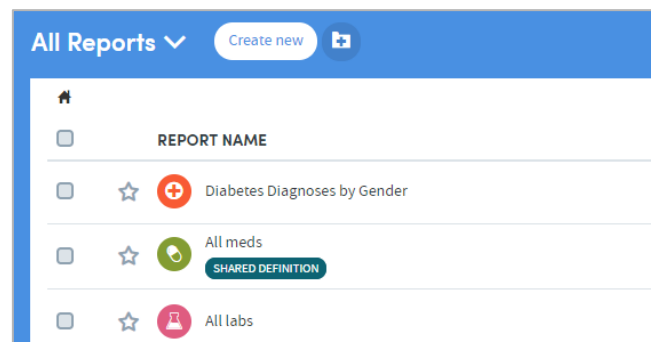 All Reports
Create new
REPORT NAME
Diabetes Diagnoses by Gender
All meds
SHARED DEFINITION
All labs